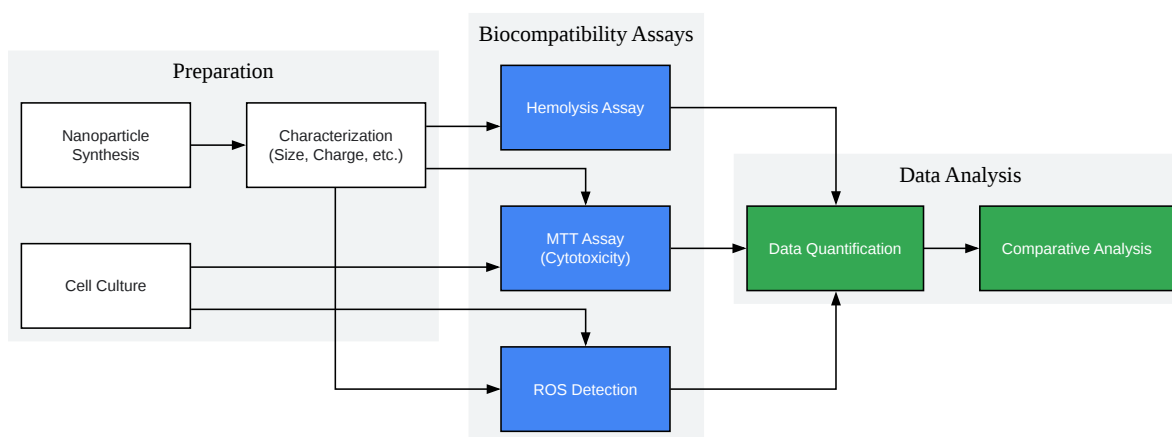 Biocompatibility Assays
Preparation
Hemolysis Assay
Nanoparticle
Synthesis
Characterization
(Size, Charge, etc.)
Data Analysis
MTT Assay
(Cytotoxicity)
Data Quantification
Comparative Analysis
Cell Culture
ROS Detection